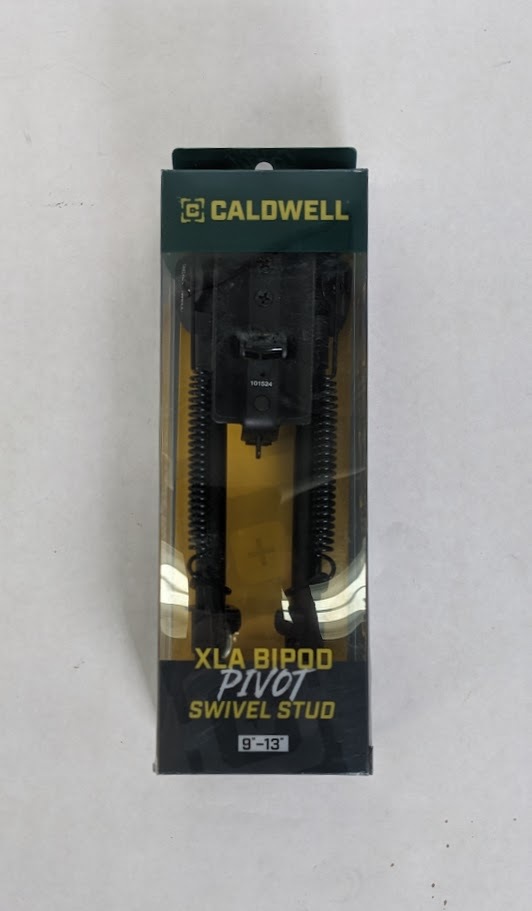 CALDWELL
101524
XLA BIPOD
PIVOT
SWIVEL STUD
9"-13"